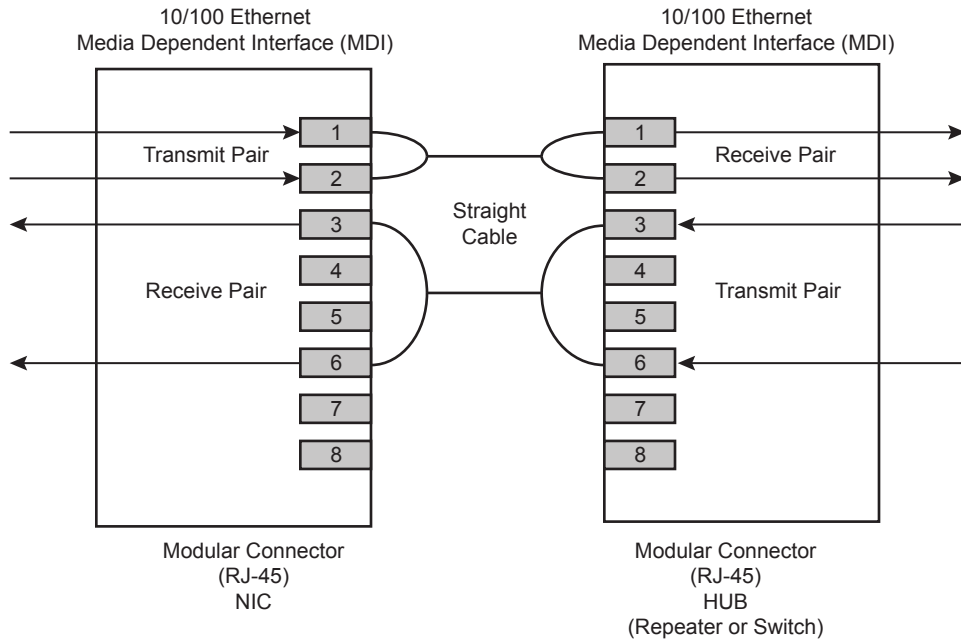 10/100 Ethernet
Media Dependent Interface (MDI)
10/100 Ethernet
Media Dependent Interface (MDI)
1
Transmit Pair
2
3
4
Receive Pair
5
6
7
8
Straight
Cable
1
Receive Pair
2
3
4
Transmit Pair
5
6
7
8
Modular Connector
(RJ-45)
NIC
Modular Connector
(RJ-45)
HUB
(Repeater or Switch)